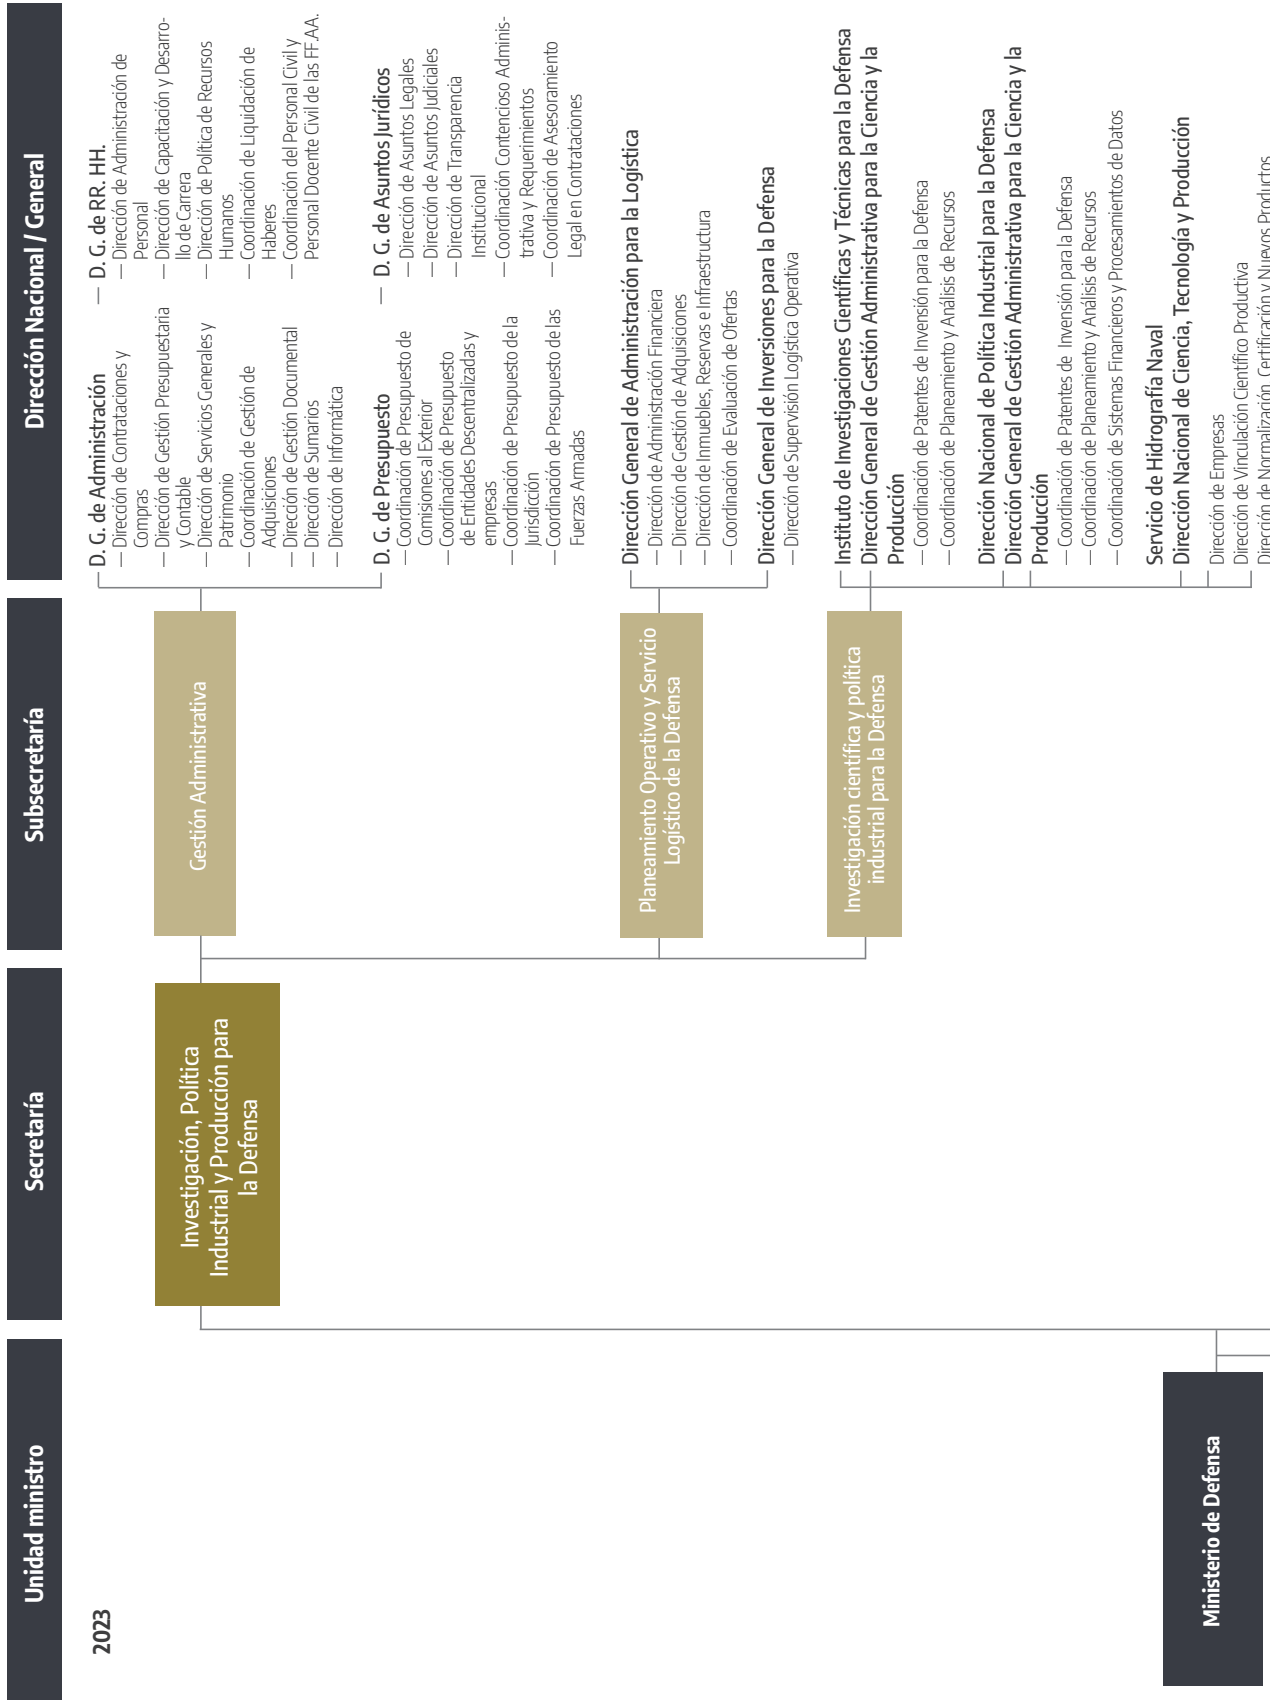 Unidad ministro
Secretaría
Subsecretaría
Dirección Nacional / General
2023
Ministerio de Defensa
Investigación, Política
Industrial y Producción para
la Defensa
Gestión Administrativa
D. G. de Administración
— Dirección de Contrataciones y
Compras
— Dirección de Gestión Presupuestaria
y Contable
— Dirección de Servicios Generales y
Patrimonio
— Coordinación de Gestión de
Adquisiciones
— Dirección de Gestión Documental
— Dirección de Sumarios
— Dirección de Informática
— D. G. de RR. HH.
— Dirección de Administración de
Personal
— Dirección de Capacitación y Desarro-
llo de Carrera
— Dirección de Política de Recursos
Humanos
— Coordinación de Liquidación de
Haberes
— Coordinación del Personal Civil y
Personal Docente Civil de las FF.AA.
D. G. de Presupuesto
— Coordinación de Presupuesto de
Comisiones al Exterior
— Coordinación de Presupuesto
de Entidades Descentralizadas y
empresas
— Coordinación de Presupuesto de la
Jurisdicción
— Coordinación de Presupuesto de las
Fuerzas Armadas
— D. G. de Asuntos Jurídicos
— Dirección de Asuntos Legales
— Dirección de Asuntos Judiciales
— Dirección de Transparencia
Institucional
— Coordinación Contencioso Adminis-
trativa y Requerimientos
— Coordinación de Asesoramiento
Legal en Contrataciones
Planeamiento Operativo y Servicio
Logístico de la Defensa
Dirección General de Administración para la Logística
— Dirección de Administración Financiera
— Dirección de Gestión de Adquisiciones
— Dirección de Inmuebles, Reservas e Infraestructura
— Coordinación de Evaluación de Ofertas
Dirección General de Inversiones para la Defensa
— Dirección de Supervisión Logística Operativa
Investigación científica y política
industrial para la Defensa
Instituto de Investigaciones Científicas y Técnicas para la Defensa
Dirección General de Gestión Administrativa para la Ciencia y la
Producción
— Coordinación de Patentes de Invensión para la Defensa
— Coordinación de Planeamiento y Análisis de Recursos
Dirección Nacional de Política Industrial para la Defensa
Dirección General de Gestión Administrativa para la Ciencia y la
Producción
— Coordinación de Patentes de Invensión para la Defensa
— Coordinación de Planeamiento y Análisis de Recursos
— Coordinación de Sistemas Financieros y Procesamientos de Datos
Servicio de Hidrografía Naval
Dirección Nacional de Ciencia, Tecnología y Producción
Dirección de Empresas
Dirección de Vinculación Científico Productiva
Dirección de Normalización, Certificación y Nuevos Productos